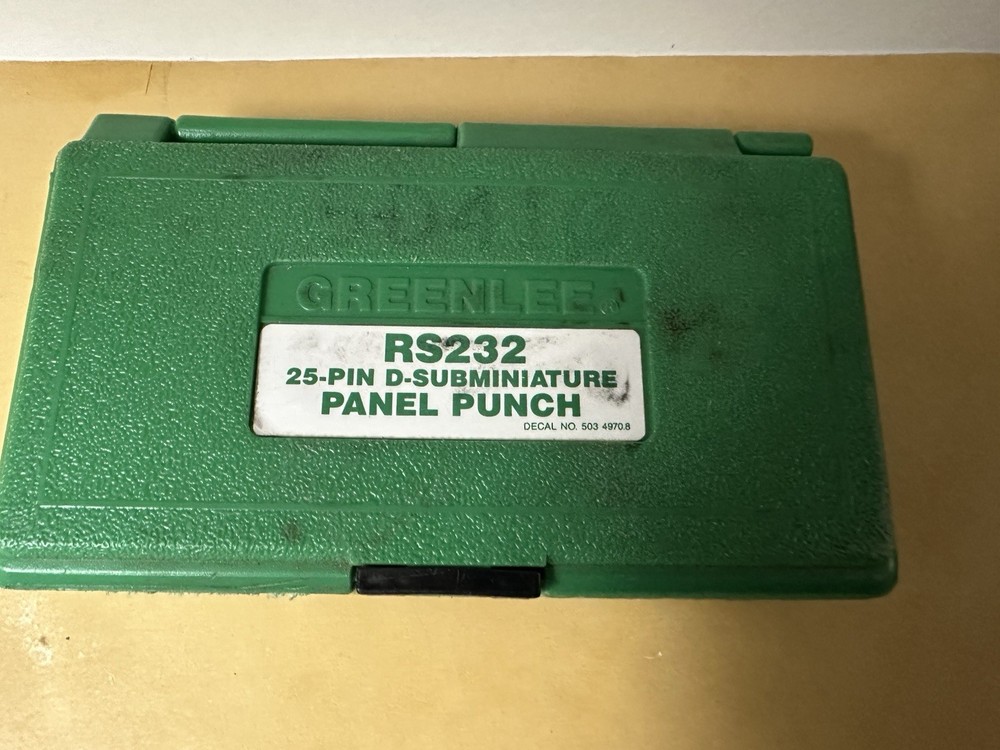 GREENLEE
RS232
25-PIN D-SUBMINIATURE
PANEL PUNCH
DECAL NO. 503 4970.8